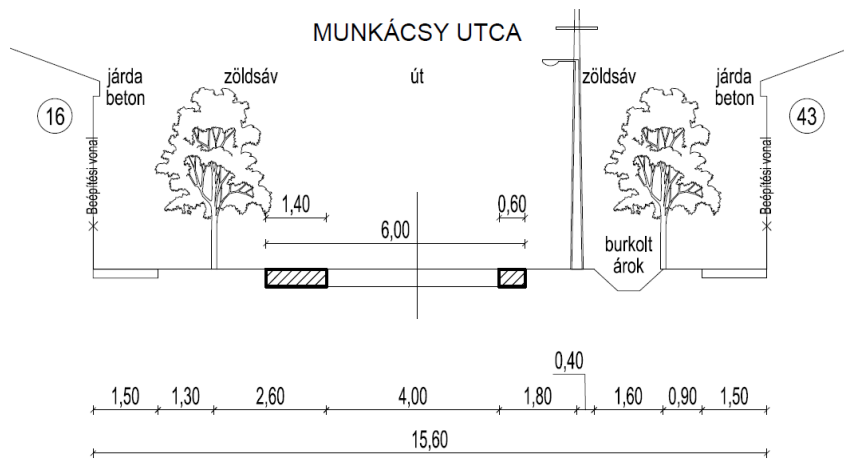 MUNKÁCSY UTCA
járda
beton
zöldsáv
út
zöldsáv
járda
beton
16
43
Beépítési vonal
Beépítési vonal
1,40
0,60
6,00
burkolt
árok
0,40
1,50
1,30
2,60
4,00
1,80
1,60
0,90
1,50
15,60